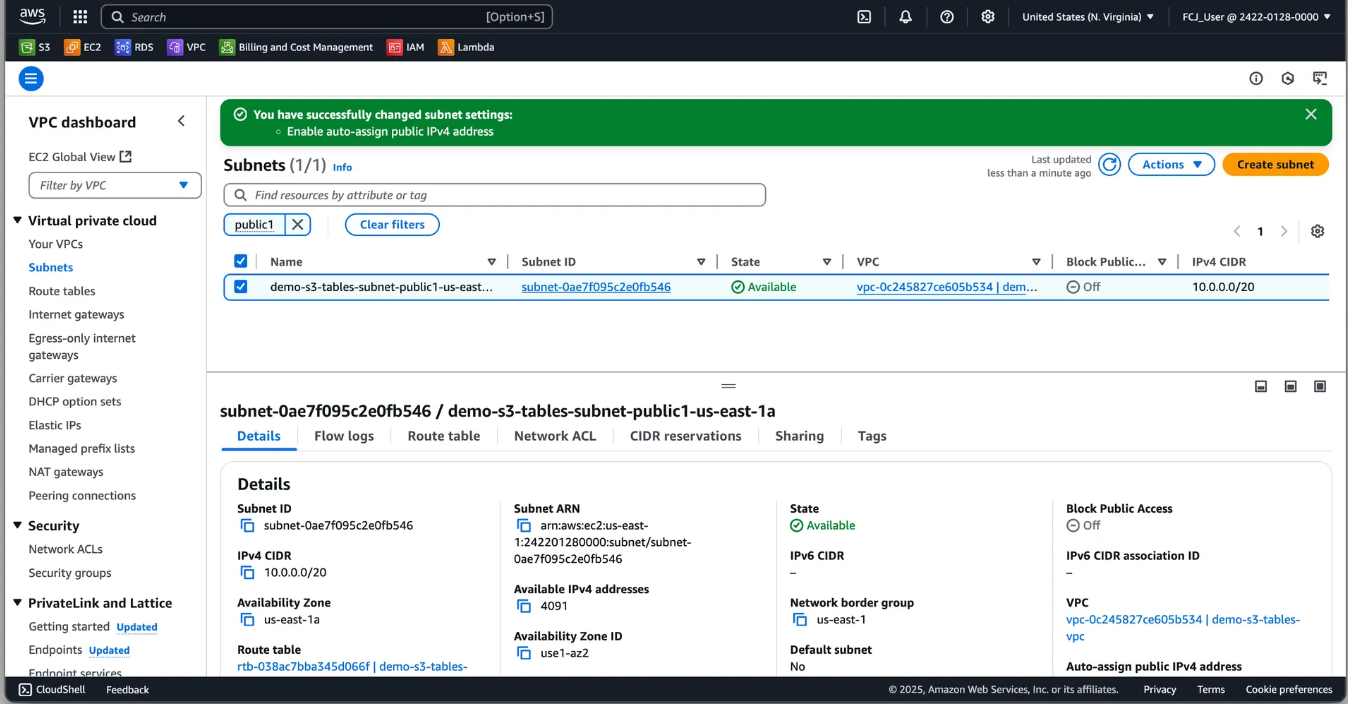 aws Search [Option+S] United States (N. Virginia) FCJ_User @ 2422-0128-0000
S3 EC2 RDS VPC Billing and Cost Management IAM Lambda
VPC dashboard
EC2 Global View
Filter by VPC
Virtual private cloud
Your VPCs
Subnets
Route tables
Internet gateways
Egress-only internet
gateways
Carrier gateways
DHCP option sets
Elastic IPs
Managed prefix lists
NAT gateways
Peering connections
Security
Network ACLs
Security groups
PrivateLink and Lattice
Getting started Updated
Endpoints Updated
Endpoint services
You have successfully changed subnet settings:
Enable auto-assign public IPv4 address
Subnets (1/1) Info
Last updated
less than a minute ago
Actions
Create subnet
Find resources by attribute or tag
public1
Clear filters
1
Name Subnet ID State VPC Block Public... IPv4 CIDR
demo-s3-tables-subnet-public1-us-east... subnet-0ae7f095c2e0fb546 Available vpc-0c245827ce605b534 | dem... Off 10.0.0.0/20
subnet-0ae7f095c2e0fb546 / demo-s3-tables-subnet-public1-us-east-1a
Details Flow logs Route table Network ACL CIDR reservations Sharing Tags
Details
Subnet ID
subnet-0ae7f095c2e0fb546
IPv4 CIDR
10.0.0.0/20
Availability Zone
us-east-1a
Route table
rtb-038ac7bba345d066f | demo-s3-tables-
Subnet ARN
arn:aws:ec2:us-east-
1:242201280000:subnet/subnet-
0ae7f095c2e0fb546
Available IPv4 addresses
4091
Availability Zone ID
use1-az2
State
Available
IPv6 CIDR
–
Network border group
us-east-1
Default subnet
No
Block Public Access
Off
IPv6 CIDR association ID
–
VPC
vpc-0c245827ce605b534 | demo-s3-tables-
vpc
Auto-assign public IPv4 address
CloudShell Feedback © 2025, Amazon Web Services, Inc. or its affiliates. Privacy Terms Cookie preferences